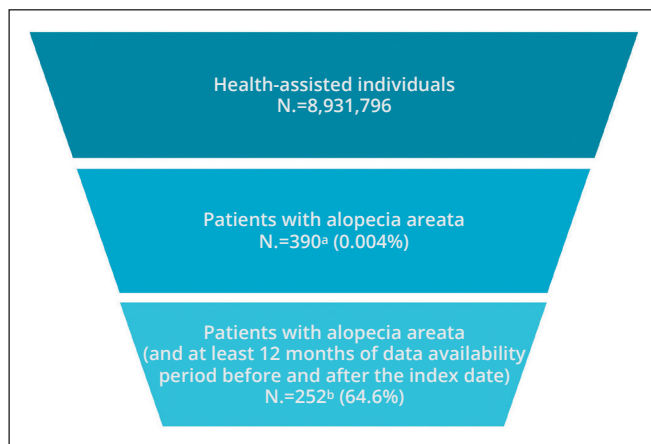 Health-assisted individuals
N.=8,931,796
Patients with alopecia areata
N.=390ᵃ (0.004%)
Patients with alopecia areata
(and at least 12 months of data availability
period before and after the index date)
N.=252ᵇ (64.6%)